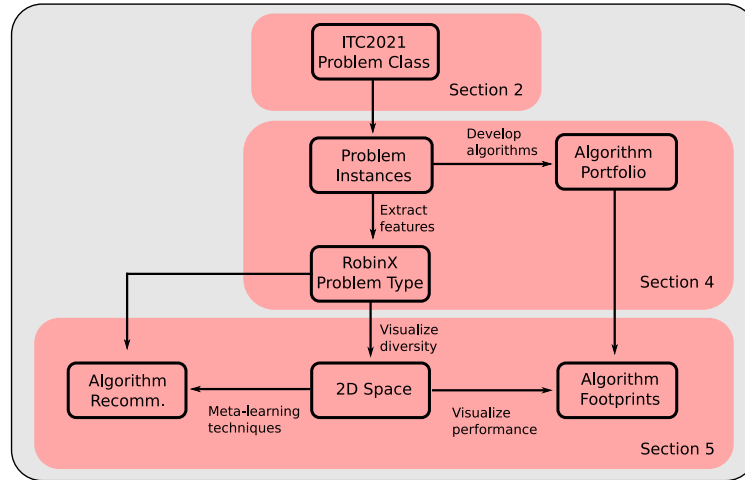 ITC2021
Problem Class
Section 2
Problem
Instances
Develop
algorithms
Algorithm
Portfolio
Extract
features
RobinX
Problem Type
Section 4
Visualize
diversity
Algorithm
Recomm.
2D Space
Algorithm
Footprints
Meta-learning
techniques
Visualize
performance
Section 5